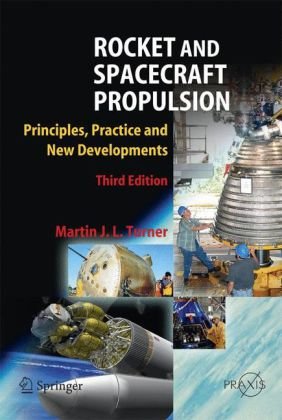 ROCKET AND
SPACECRAFT
PROPULSION
Principles, Practice and
New Developments
Third Edition
Martin J. L. Turner
Springer
PRAXIS